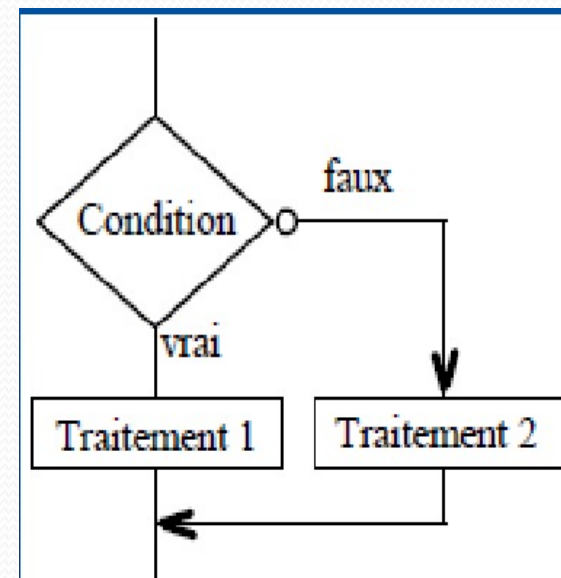 faux
Condition
vrai
Traitement 1
Traitement 2